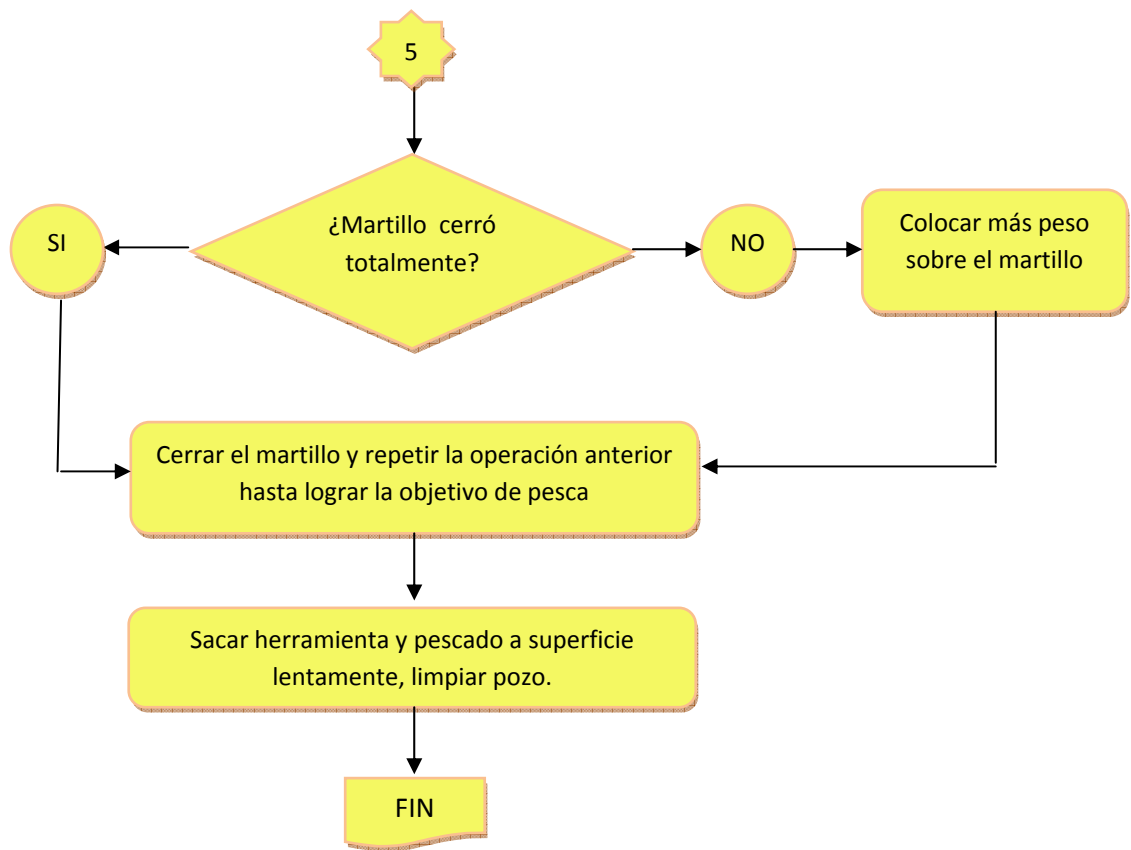 5
¿Martillo cerró
totalmente?
SI
NO
Colocar más peso
sobre el martillo
Cerrar el martillo y repetir la operación anterior
hasta lograr la objetivo de pesca
Sacar herramienta y pescado a superficie
lentamente, limpiar pozo.
FIN